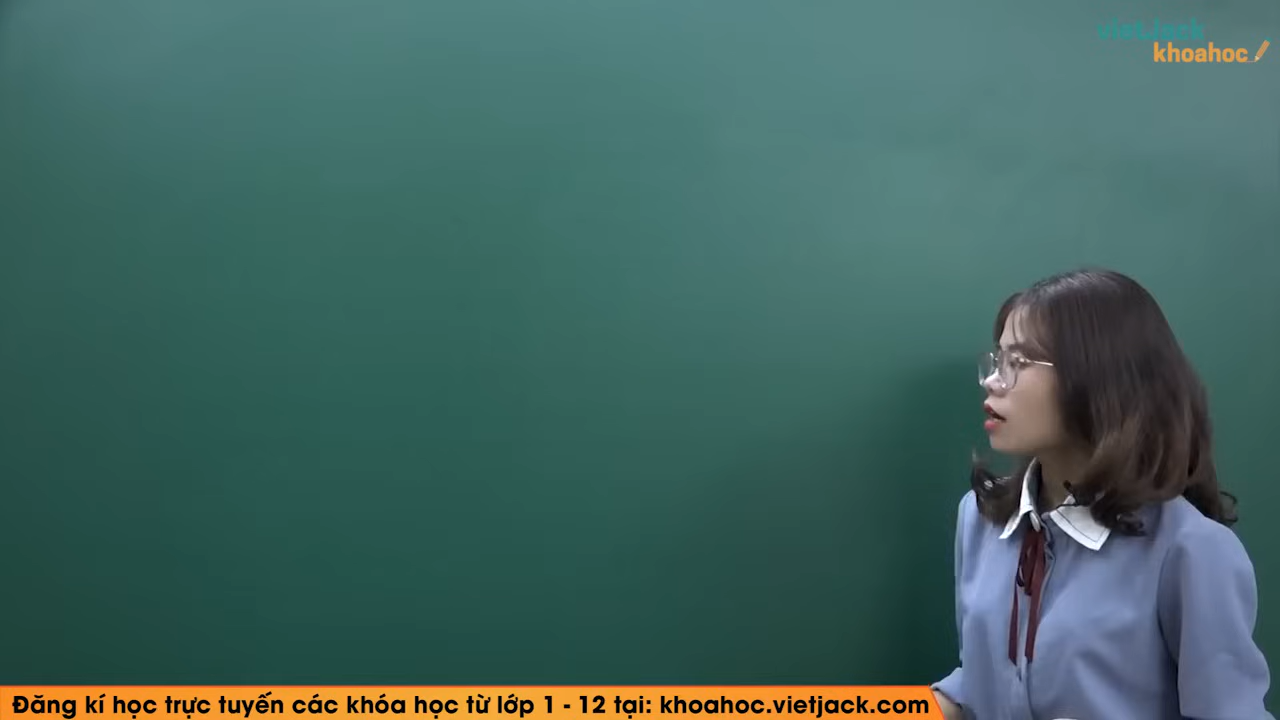 vietjack
khoahoc
Đăng kí học trực tuyến các khóa học từ lớp 1 - 12 tại: khoahoc.vietjack.com